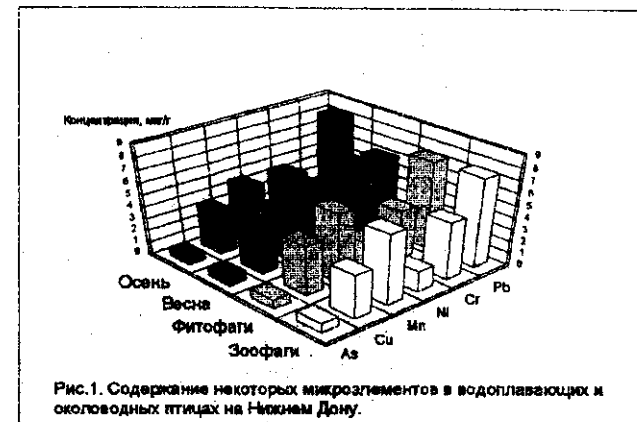 Концентрация, мкг/г
9
8
7
6
5
4
3
2
1
0
9
8
7
6
5
4
3
2
1
0
Осень
Весна
Фитофаги
Зоофаги
As
Cu
Mn
Ni
Cr
Pb
Рис.1. Содержание некоторых микроэлементов в водоплавающих и
околоводных птицах на Нижнем Дону.